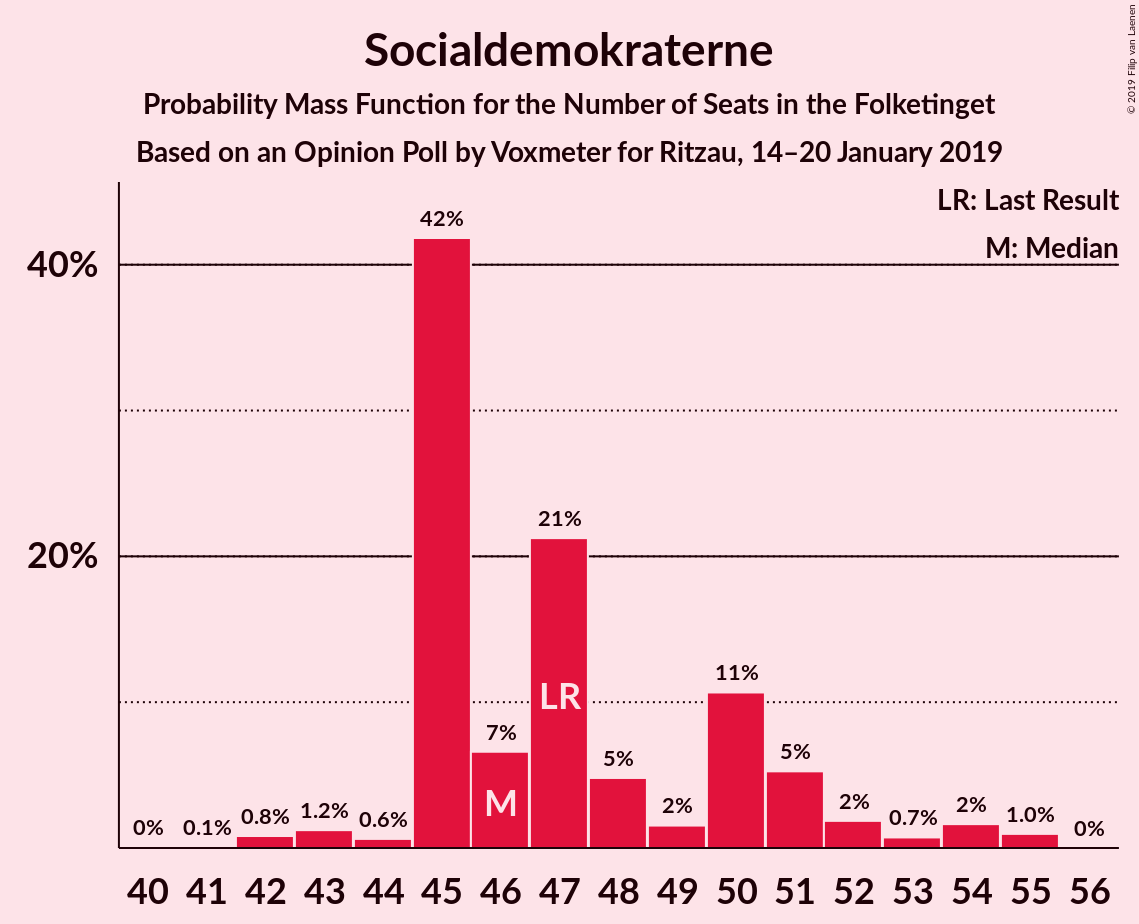 Socialdemokraterne
Probability Mass Function for the Number of Seats in the Folketinget
Based on an Opinion Poll by Voxmeter for Ritzau, 14–20 January 2019
© 2019 Filip van Laenen
LR: Last Result
M: Median
40%
20%
0%
0.1%
0.8%
1.2%
0.6%
42%
7%
21%
5%
2%
11%
5%
2%
0.7%
2%
1.0%
0%
M
LR
40 41 42 43 44 45 46 47 48 49 50 51 52 53 54 55 56